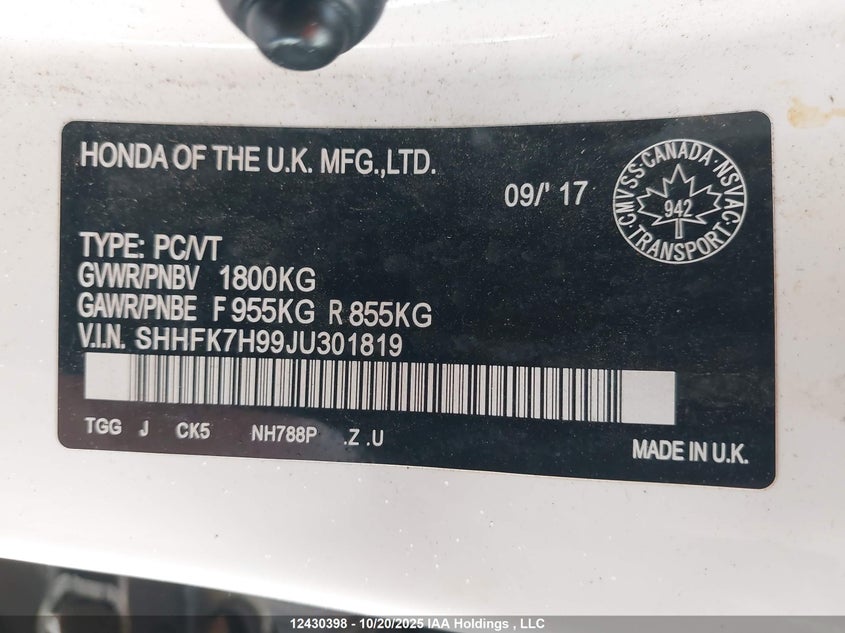 HONDA OF THE U.K. MFG.,LTD.
09/' 17
CMVSS·CANADA·NSVAC·TRANSPORT·
942
TYPE: PC/VT
GVWR/PNBV 1800KG
GAWR/PNBE F 955KG R 855KG
V.I.N. SHHFK7H99JU301819
TGG J CK5 NH788P .Z .U
MADE IN U.K.
12430398 - 10/20/2025 IAA Holdings , LLC